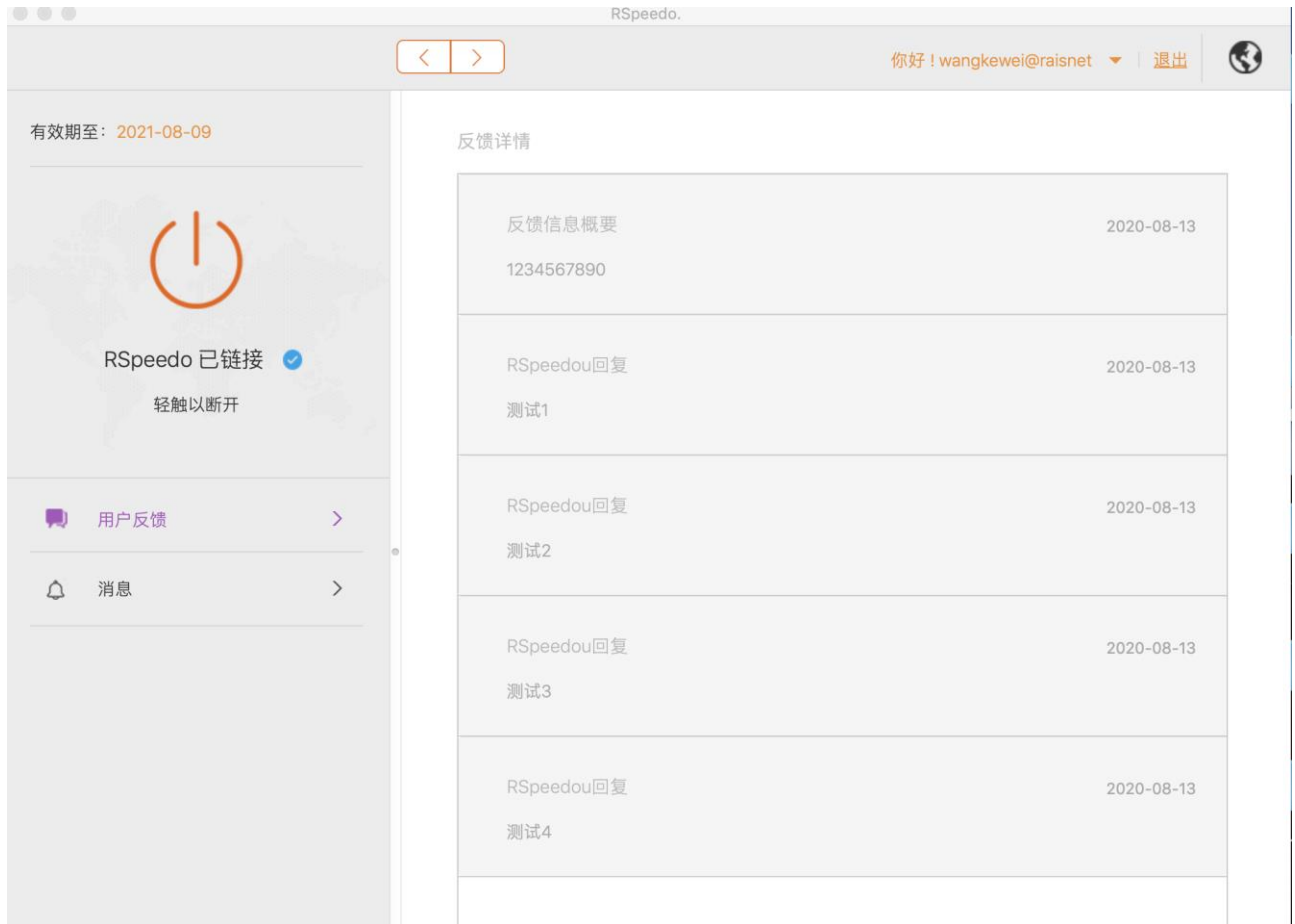 RSpeedo.
你好！wangkewei@raisnet
退出
有效期至：2021-08-09
RSpeedo 已链接
轻触以断开
用户反馈
消息
反馈详情
反馈信息概要 2020-08-13
1234567890
RSpeedou回复 2020-08-13
测试1
RSpeedou回复 2020-08-13
测试2
RSpeedou回复 2020-08-13
测试3
RSpeedou回复 2020-08-13
测试4